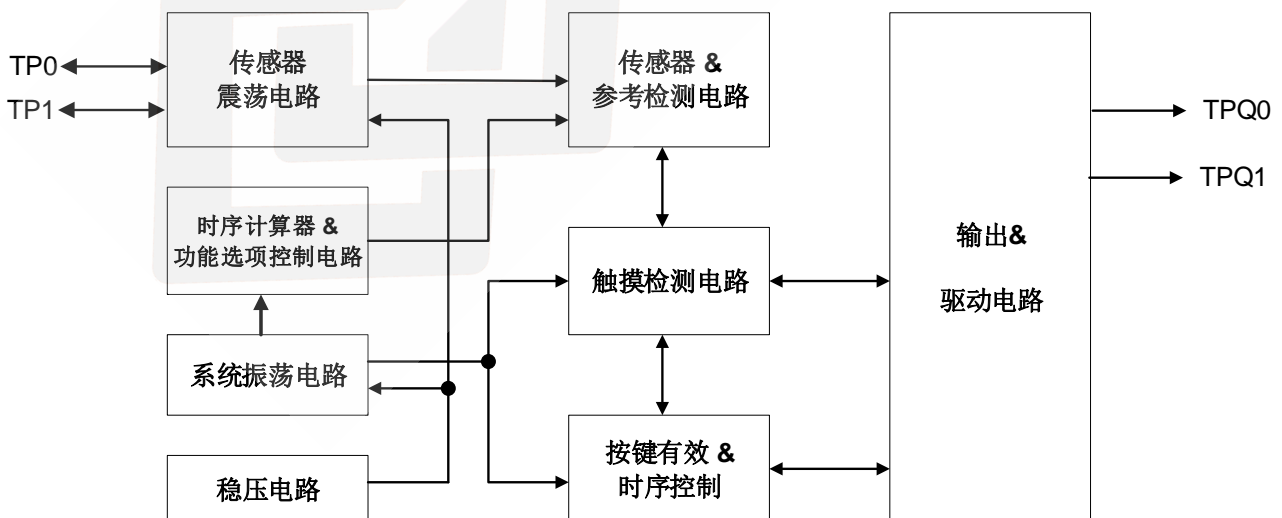 TP0
TP1
传感器
震荡电路
传感器 &
参考检测电路
TPQ0
TPQ1
时序计算器 &
功能选项控制电路
触摸检测电路
输出&
驱动电路
系统振荡电路
按键有效 &
时序控制
稳压电路